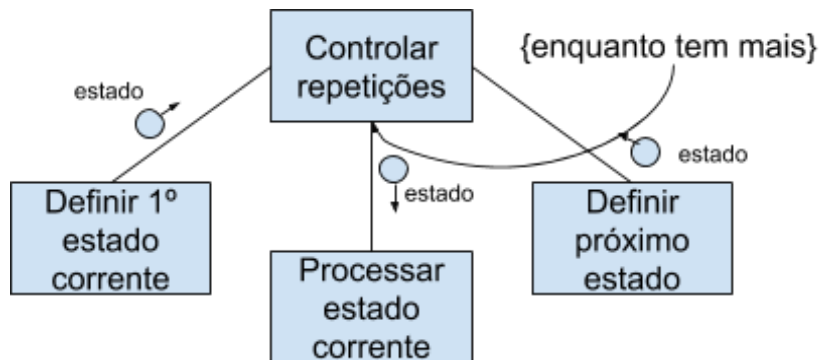 Controlar
repetições
{enquanto tem mais}
estado
estado
estado
Definir 1º
estado
corrente
Processar
estado
corrente
Definir
próximo
estado